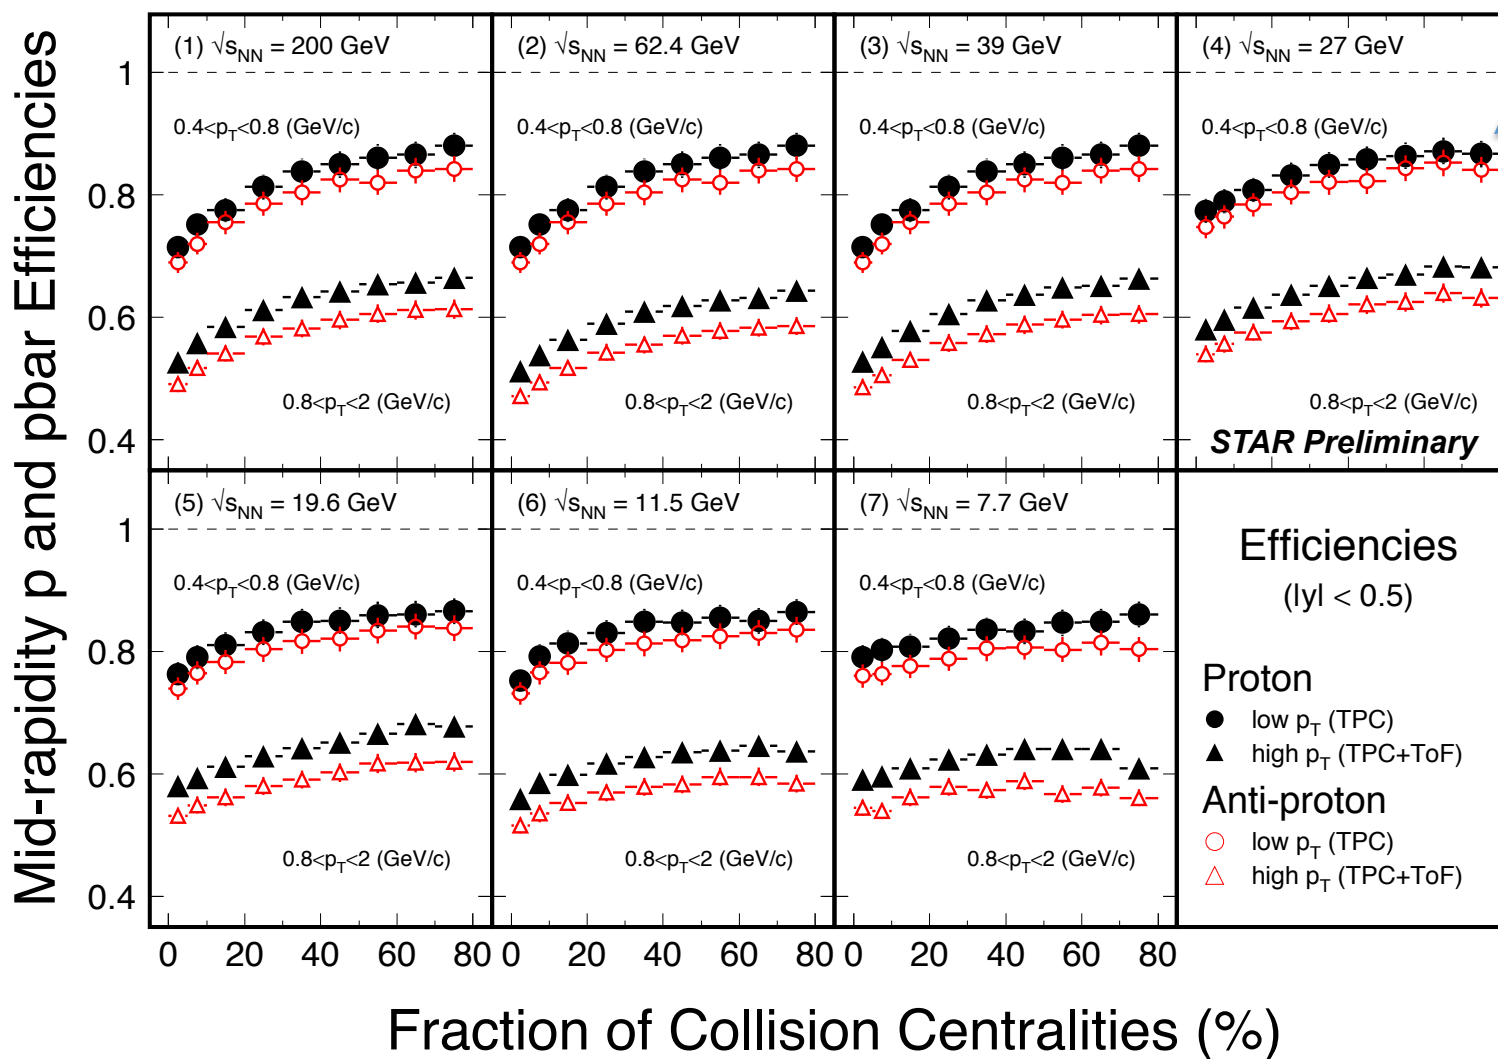 Mid-rapidity p and pbar Efficiencies
(1) √sNN = 200 GeV
(2) √sNN = 62.4 GeV
(3) √sNN = 39 GeV
(4) √sNN = 27 GeV
1
0.4<pT<0.8 (GeV/c)
0.4<pT<0.8 (GeV/c)
0.4<pT<0.8 (GeV/c)
0.4<pT<0.8 (GeV/c)
0.8
0.6
0.8<pT<2 (GeV/c)
0.8<pT<2 (GeV/c)
0.8<pT<2 (GeV/c)
0.8<pT<2 (GeV/c)
0.4
STAR Preliminary
(5) √sNN = 19.6 GeV
(6) √sNN = 11.5 GeV
(7) √sNN = 7.7 GeV
1
0.4<pT<0.8 (GeV/c)
0.4<pT<0.8 (GeV/c)
0.4<pT<0.8 (GeV/c)
0.8
0.6
0.8<pT<2 (GeV/c)
0.8<pT<2 (GeV/c)
0.8<pT<2 (GeV/c)
0.4
Efficiencies
(|y| < 0.5)
Proton
low pT (TPC)
high pT (TPC+ToF)
Anti-proton
low pT (TPC)
high pT (TPC+ToF)
0 20 40 60 80 0 20 40 60 80 0 20 40 60 80
Fraction of Collision Centralities (%)